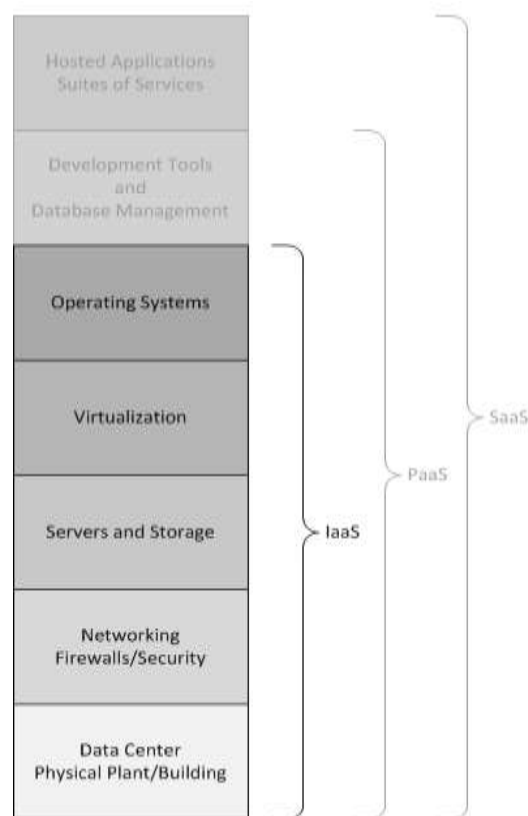 Hosted Applications
Suites of Services
Development Tools
and
Database Management
Operating Systems
Virtualization
Servers and Storage
Networking
Firewalls/Security
Data Center
Physical Plant/Building
IaaS
PaaS
SaaS